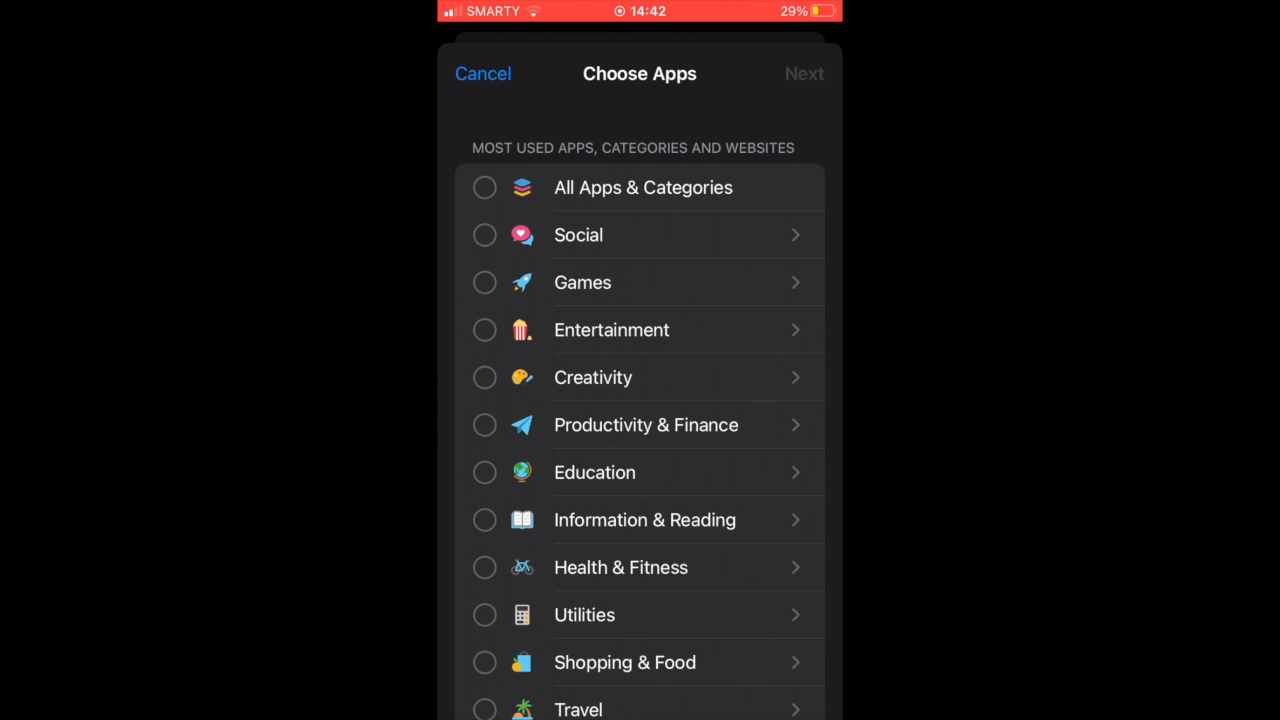 SMARTY 14:42 29%
Cancel Choose Apps Next
MOST USED APPS, CATEGORIES AND WEBSITES
All Apps & Categories
Social
Games
Entertainment
Creativity
Productivity & Finance
Education
Information & Reading
Health & Fitness
Utilities
Shopping & Food
Travel